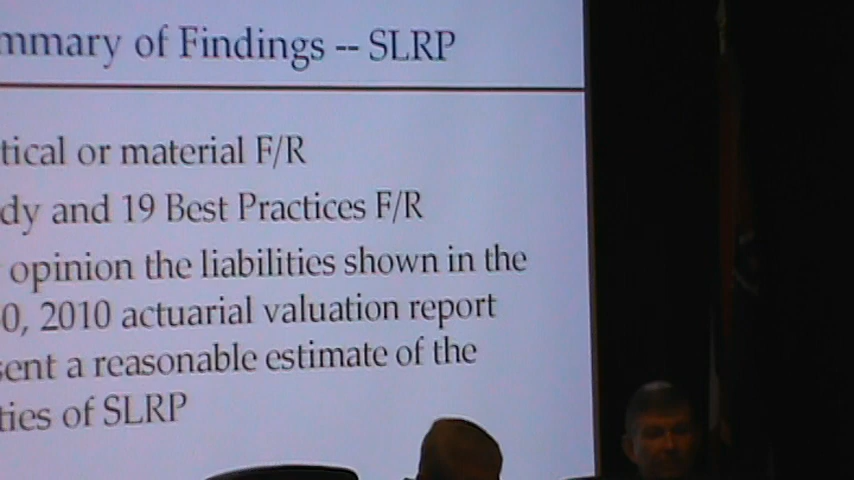 mmary of Findings -- SLRP
tical or material F/R
dy and 19 Best Practices F/R
opinion the liabilities shown in the
0, 2010 actuarial valuation report
sent a reasonable estimate of the
ties of SLRP